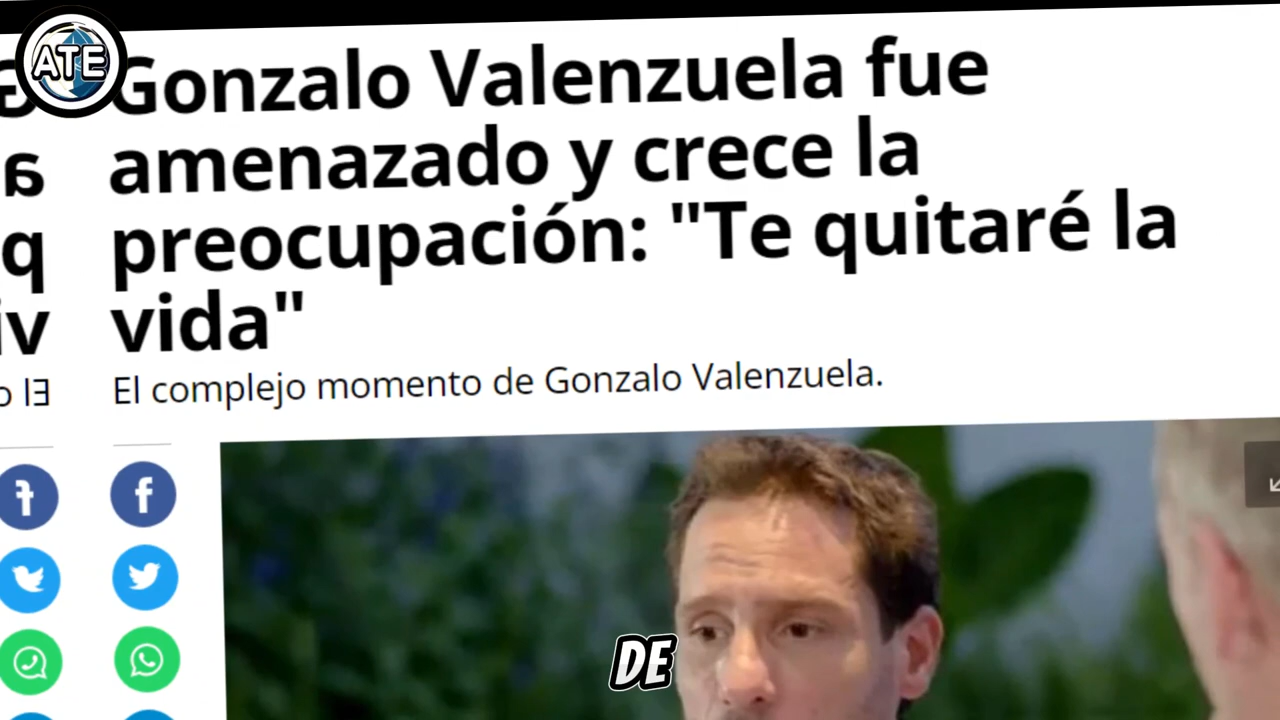 ATE
Gonzalo Valenzuela fue
amenazado y crece la
preocupación: "Te quitaré la
vida"
El complejo momento de Gonzalo Valenzuela.
DE